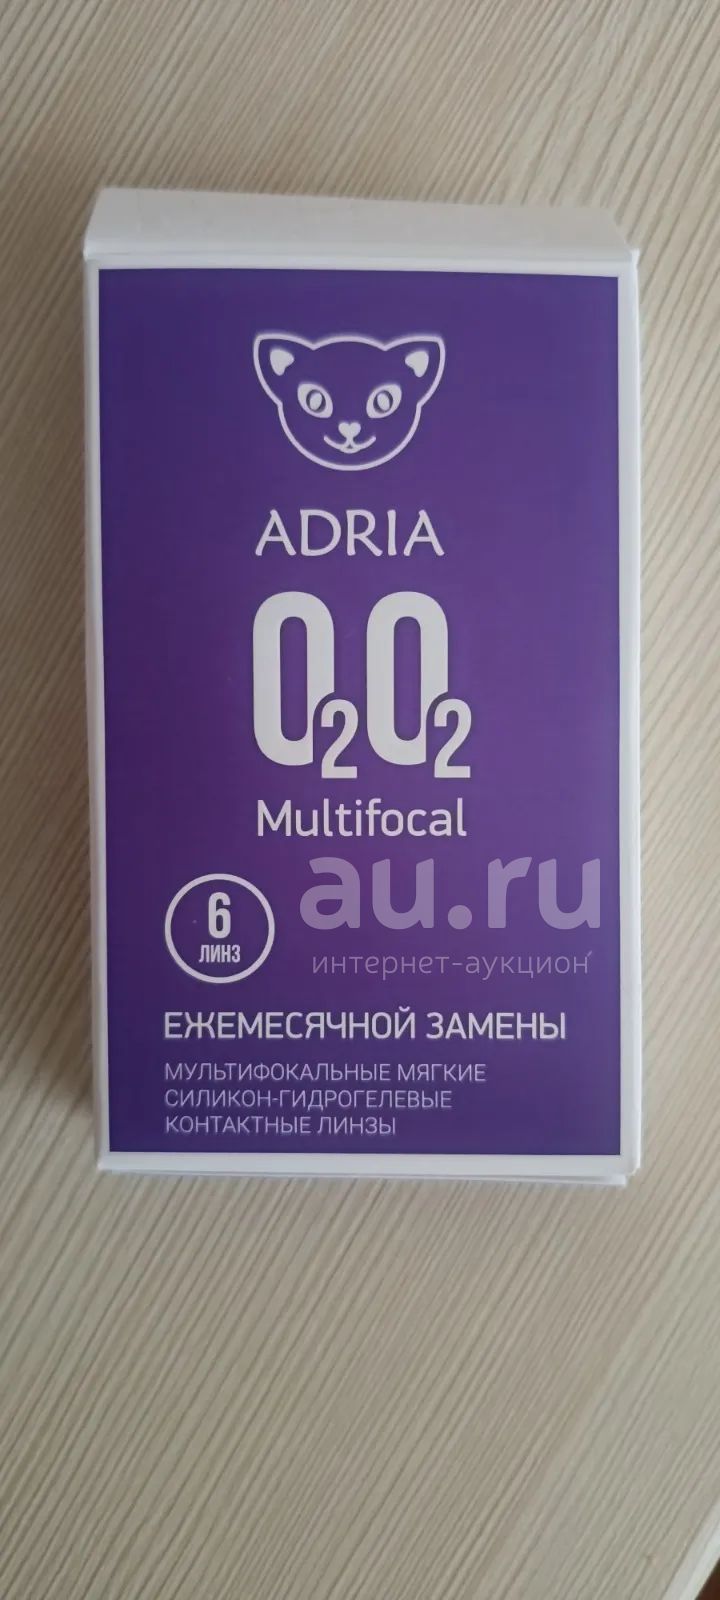 ADRIA
O2O2
Multifocal
6
ЛИНЗ
au.ru
интернет-аукцион
ЕЖЕМЕСЯЧНОЙ ЗАМЕНЫ
МУЛЬТИФОКАЛЬНЫЕ МЯГКИЕ
СИЛИКОН-ГИДРОГЕЛЕВЫЕ
КОНТАКТНЫЕ ЛИНЗЫ